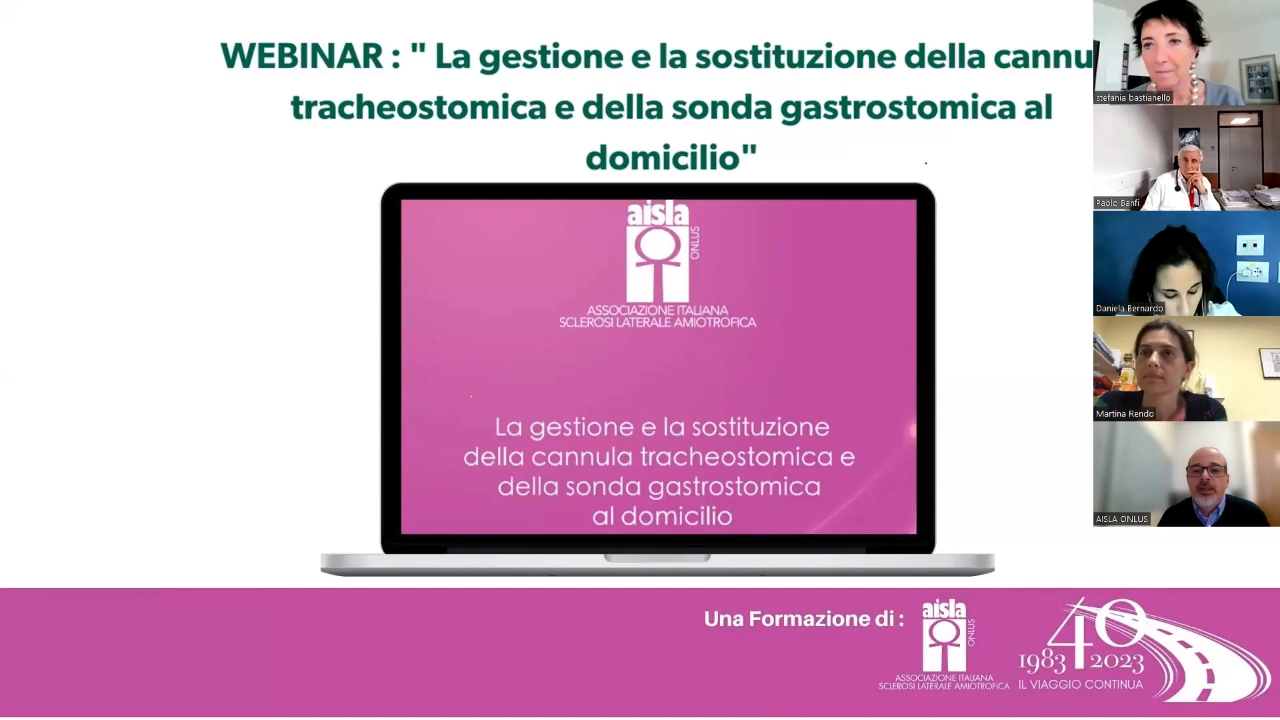 WEBINAR : " La gestione e la sostituzione della cannu
tracheostomica e della sonda gastrostomica al
domicilio"
aisla
ONLUS
ASSOCIAZIONE ITALIANA
SCLEROSI LATERALE AMIOTROFICA
La gestione e la sostituzione
della cannula tracheostomica e
della sonda gastrostomica
al domicilio
stefania bastianello
Paolo Banfi
Daniela Bernardo
Martina Rendo
AISLA ONLUS
Una Formazione di :
aisla
ONLUS
ASSOCIAZIONE ITALIANA
SCLEROSI LATERALE AMIOTROFICA
40
1983 2023
IL VIAGGIO CONTINUA